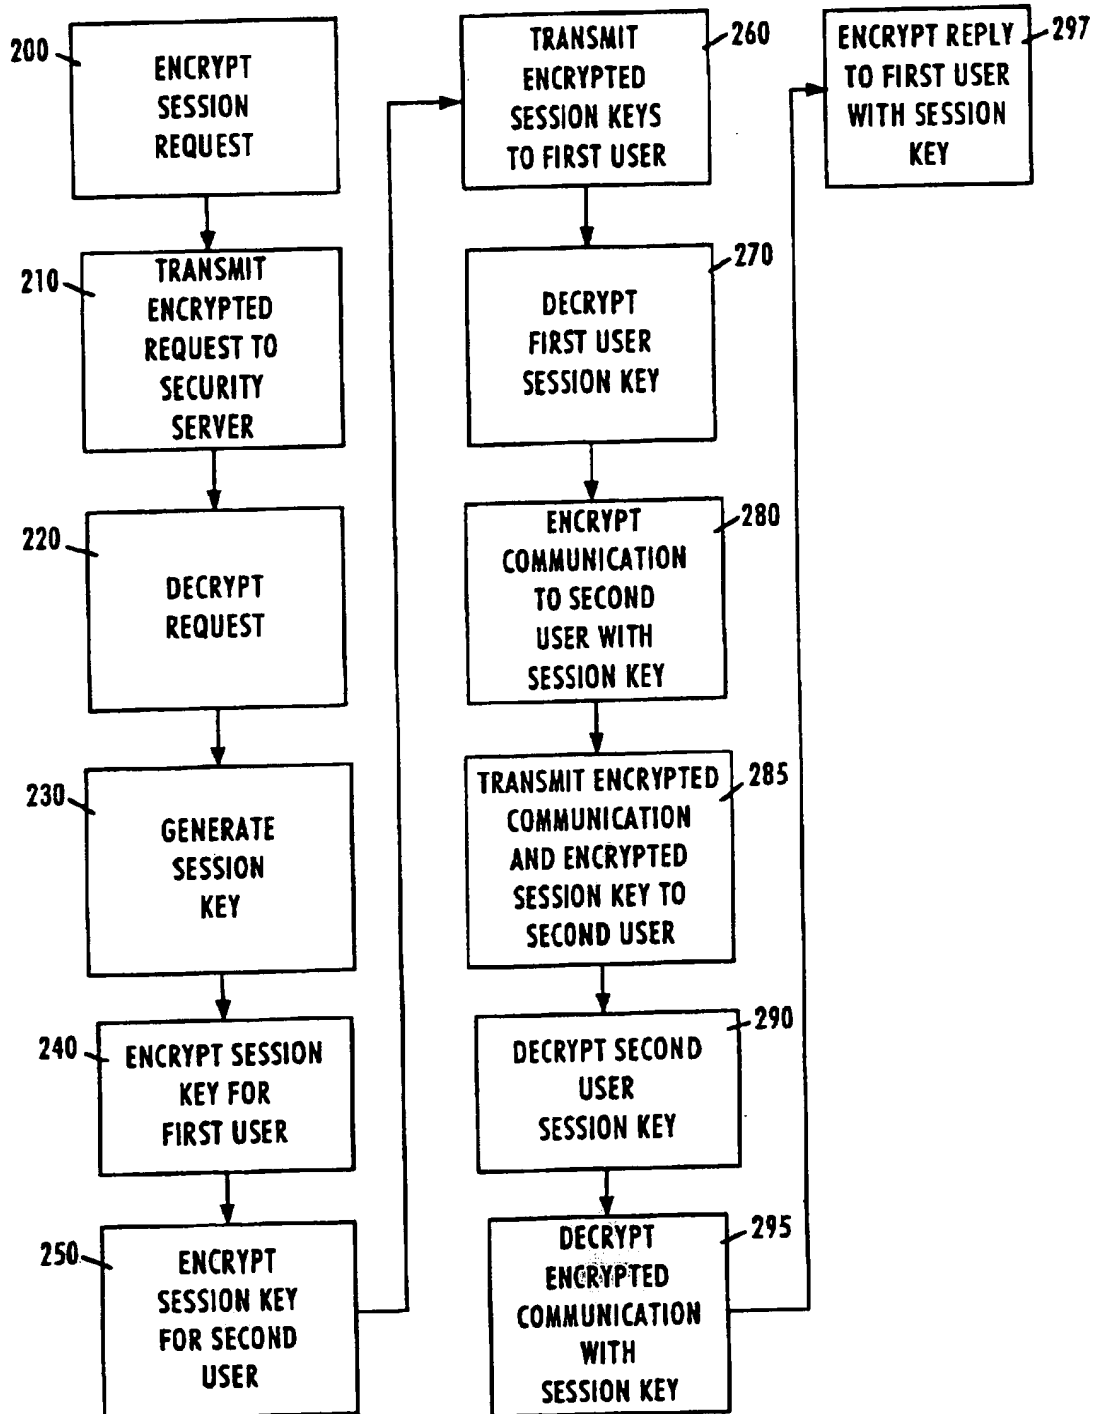 200
ENCRYPT
SESSION
REQUEST
210
TRANSMIT
ENCRYPTED
REQUEST TO
SECURITY
SERVER
220
DECRYPT
REQUEST
230
GENERATE
SESSION
KEY
240
ENCRYPT SESSION
KEY FOR
FIRST USER
250
ENCRYPT
SESSION KEY
FOR SECOND
USER
260
TRANSMIT
ENCRYPTED
SESSION KEYS
TO FIRST USER
270
DECRYPT
FIRST USER
SESSION KEY
280
ENCRYPT
COMMUNICATION
TO SECOND
USER WITH
SESSION KEY
285
TRANSMIT ENCRYPTED
COMMUNICATION
AND ENCRYPTED
SESSION KEY TO
SECOND USER
290
DECRYPT SECOND
USER
SESSION KEY
295
DECRYPT
ENCRYPTED
COMMUNICATION
WITH
SESSION KEY
297
ENCRYPT REPLY
TO FIRST USER
WITH SESSION
KEY